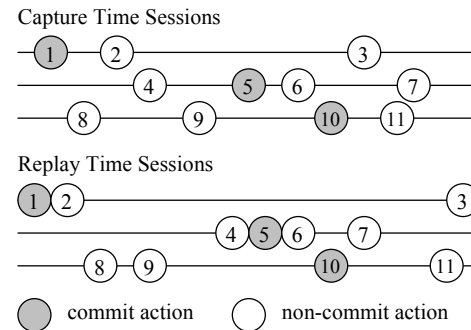 Capture Time Sessions
1 2 3
4 5 6 7
8 9 10 11
Replay Time Sessions
1 2 3
4 5 6 7
8 9 10 11
commit action non-commit action